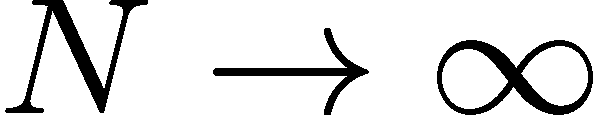 N → ∞